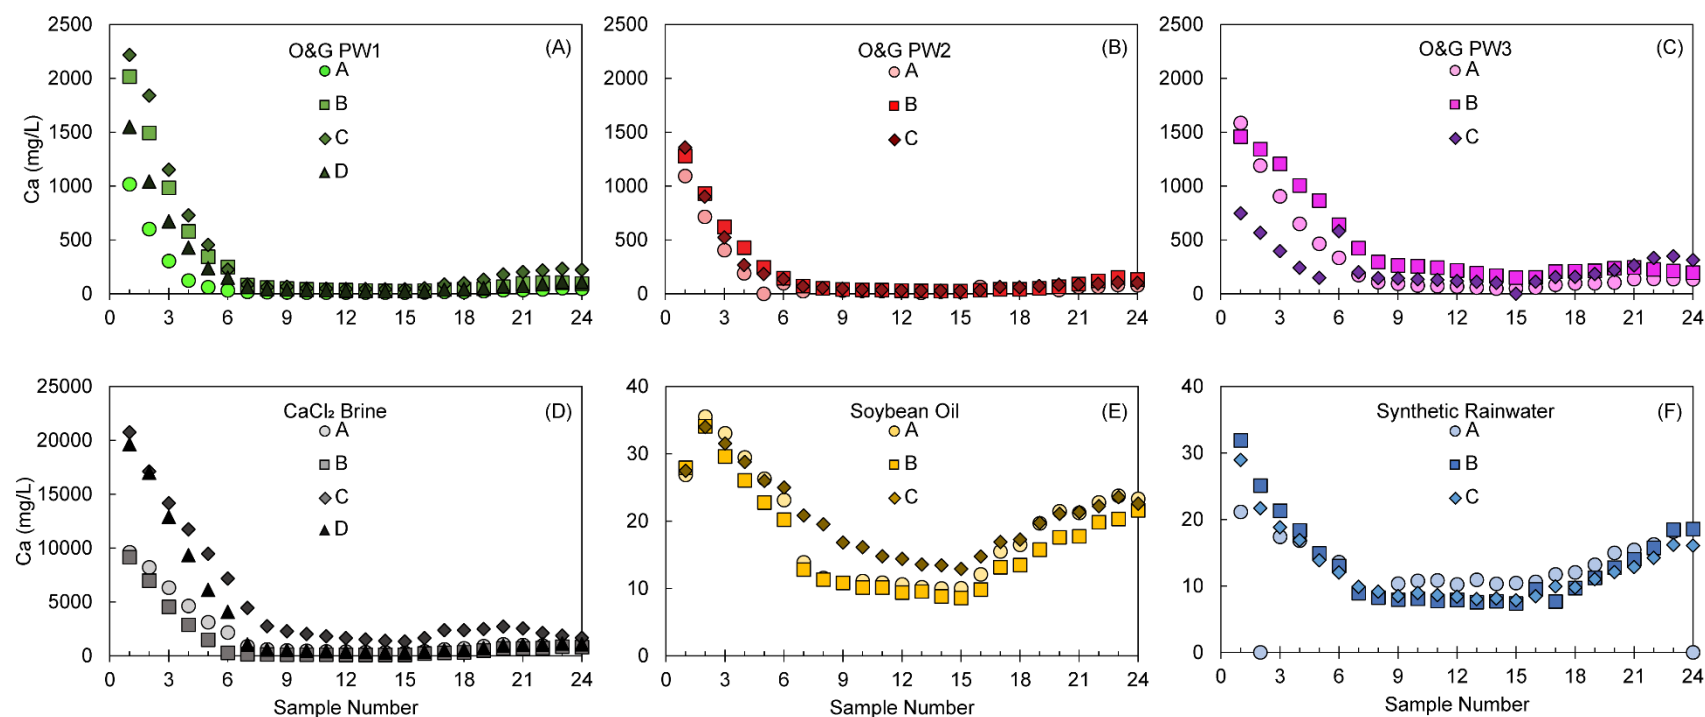 O&G PW1 (A)
A
B
C
D
Ca (mg/L)
2500
2000
1500
1000
500
0
0 3 6 9 12 15 18 21 24
O&G PW2 (B)
A
B
C
2500
2000
1500
1000
500
0
0 3 6 9 12 15 18 21 24
O&G PW3 (C)
A
B
C
2500
2000
1500
1000
500
0
0 3 6 9 12 15 18 21 24
CaCl₂ Brine (D)
A
B
C
D
Ca (mg/L)
25000
20000
15000
10000
5000
0
0 3 6 9 12 15 18 21 24
Sample Number
Soybean Oil (E)
A
B
C
40
30
20
10
0
0 3 6 9 12 15 18 21 24
Sample Number
Synthetic Rainwater (F)
A
B
C
40
30
20
10
0
0 3 6 9 12 15 18 21 24
Sample Number